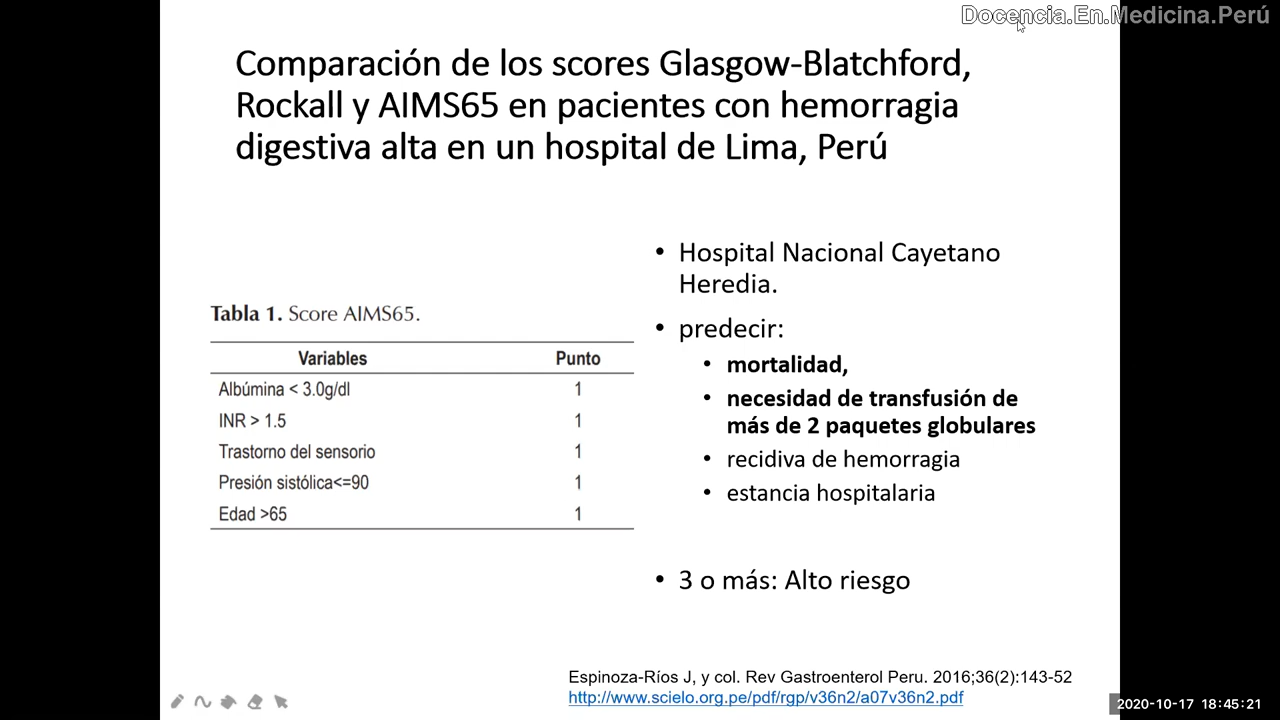 Docencia.En.Medicina.Perú
Comparación de los scores Glasgow-Blatchford,
Rockall y AIMS65 en pacientes con hemorragia
digestiva alta en un hospital de Lima, Perú
Tabla 1. Score AIMS65.
Variables Punto
Albúmina < 3.0g/dl 1
INR > 1.5 1
Trastorno del sensorio 1
Presión sistólica<=90 1
Edad >65 1
• Hospital Nacional Cayetano
Heredia.
• predecir:
• mortalidad,
• necesidad de transfusión de
más de 2 paquetes globulares
• recidiva de hemorragia
• estancia hospitalaria
• 3 o más: Alto riesgo
Espinoza-Ríos J, y col. Rev Gastroenterol Peru. 2016;36(2):143-52
http://www.scielo.org.pe/pdf/rgp/v36n2/a07v36n2.pdf
2020-10-17 18:45:21